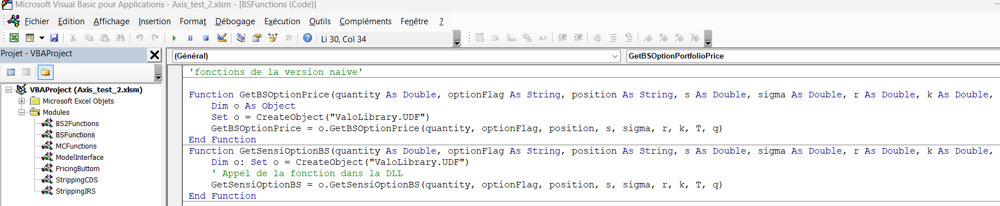 Microsoft Visual Basic pour Applications - Axis_test_2.xlsm - [BSFunctions (Code)]
Fichier Edition Affichage Insertion Format Débogage Exécution Outils Compléments Fenêtre ?
Li 30, Col 34
Projet - VBAProject
(Général)
GetBSOptionPortfolioPrice
VBAProject (Axis_test_2.xlsm)
Microsoft Excel Objets
Modules
BS2Functions
BSFunctions
MCFunctions
ModelInterface
PricingButtom
StrippingCDS
StrippingIRS
'fonctions de la version naive'
Function GetBSOptionPrice(quantity As Double, optionFlag As String, position As String, s As Double, sigma As Double, r As Double, k As Double,
Dim o As Object
Set o = CreateObject("ValoLibrary.UDF")
GetBSOptionPrice = o.GetBSOptionPrice(quantity, optionFlag, position, s, sigma, r, k, T, q)
End Function
Function GetSensiOptionBS(quantity As Double, optionFlag As String, position As String, s As Double, sigma As Double, r As Double, k As Double,
Dim o: Set o = CreateObject("ValoLibrary.UDF")
' Appel de la fonction dans la DLL
GetSensiOptionBS = o.GetSensiOptionBS(quantity, optionFlag, position, s, sigma, r, k, T, q)
End Function